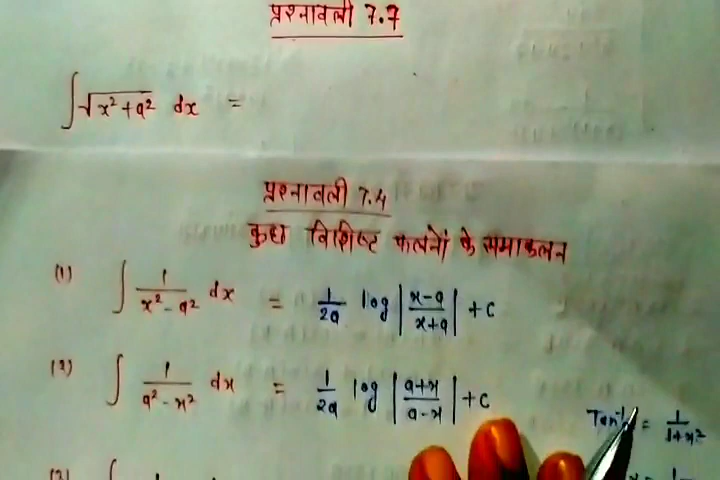 प्रश्नावली 7.7
∫√x²+a² dx =
प्रश्नावली 7.4
कुछ विशिष्ट फलनों के समाकलन
(1) ∫ 1/(x²-a²) dx = 1/2a log |x-a/x+a| + c
(2) ∫ 1/(a²-x²) dx = 1/2a log |a+x/a-x| + c
Tan⁻¹ = 1/1+x²
(3) ∫